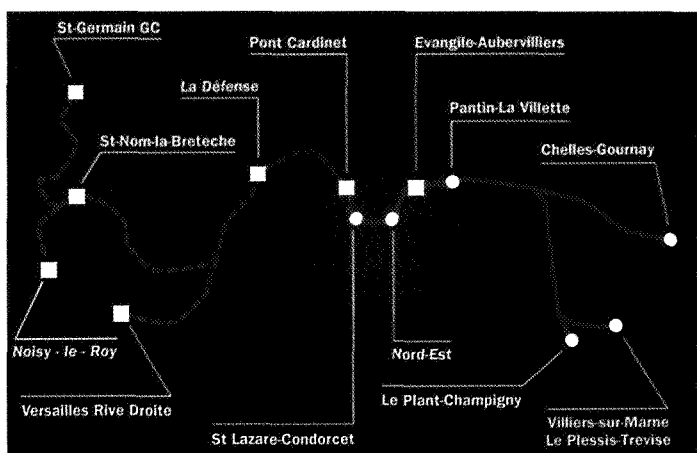 St-Germain GC
Pont Cardinet
Evangile-Aubervilliers
La Défense
Pantin-La Villette
St-Nom-la-Breteche
Chelles-Gournay
Noisy - le - Roy
Versailles Rive Droite
Nord-Est
Le Plant-Champigny
St Lazare-Condorcet
Villiers-sur-Marne
Le Plessis-Trevise